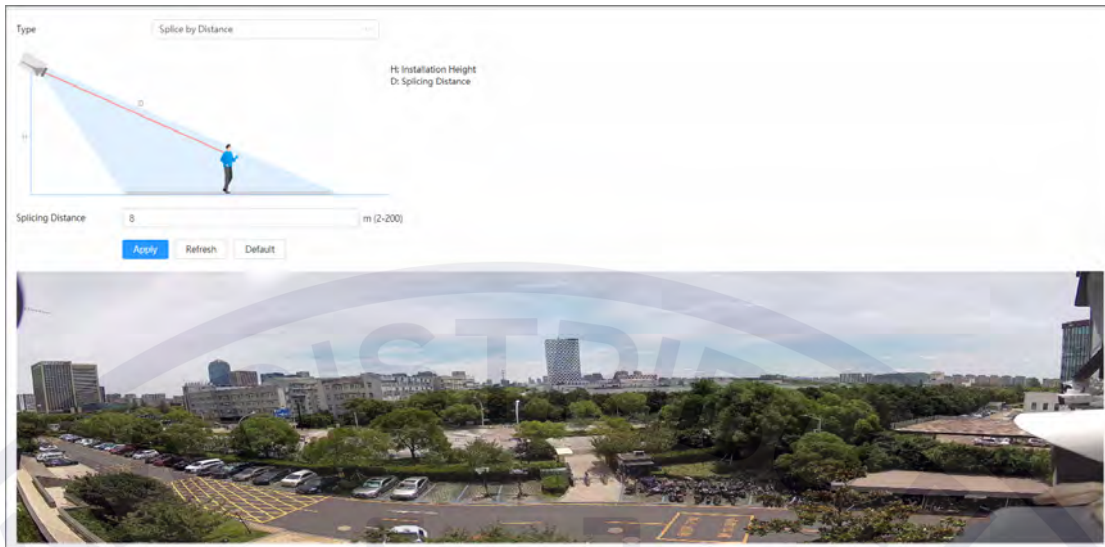 Type
Splice by Distance
H: Installation Height
D: Splicing Distance
D
H
Splicing Distance
8
m (2-200)
Apply
Refresh
Default